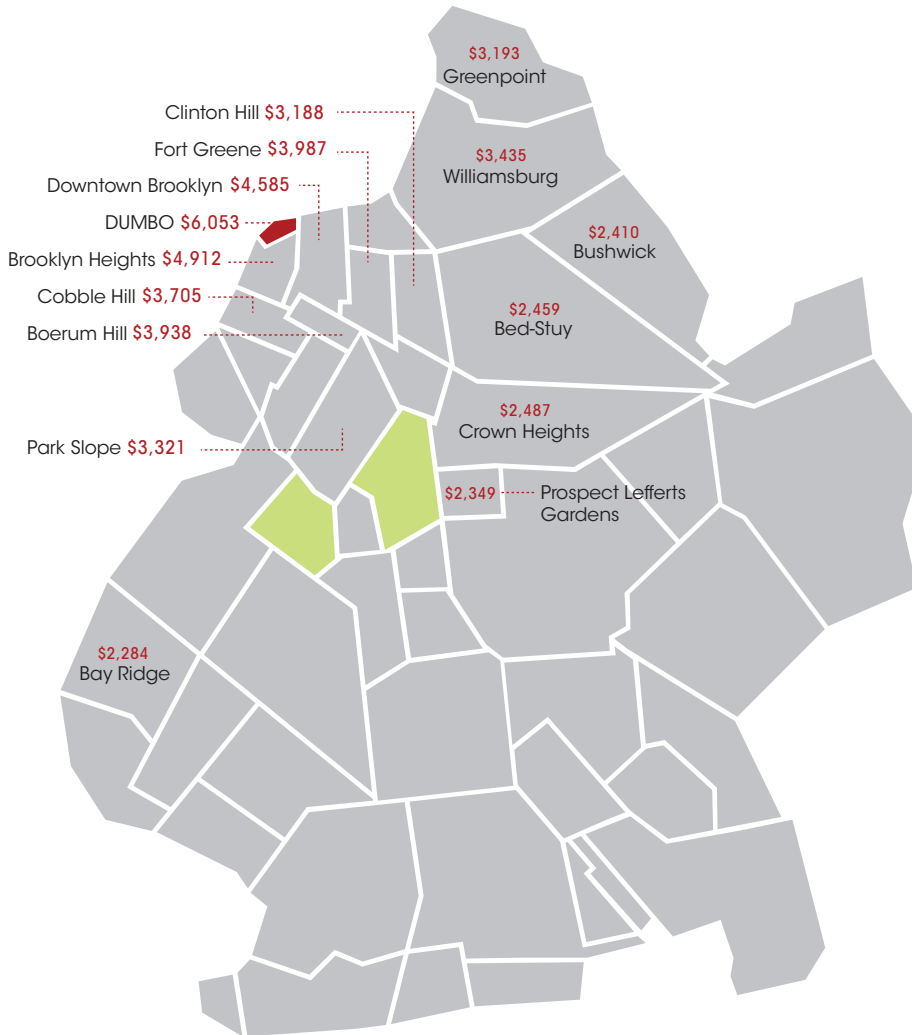 $3,193
Greenpoint
Clinton Hill $3,188
Fort Greene $3,987
$3,435
Williamsburg
Downtown Brooklyn $4,585
DUMBO $6,053
$2,410
Bushwick
Brooklyn Heights $4,912
Cobble Hill $3,705
$2,459
Bed-Stuy
Boerum Hill $3,938
$2,487
Crown Heights
Park Slope $3,321
$2,349 Prospect Lefferts
Gardens
$2,284
Bay Ridge